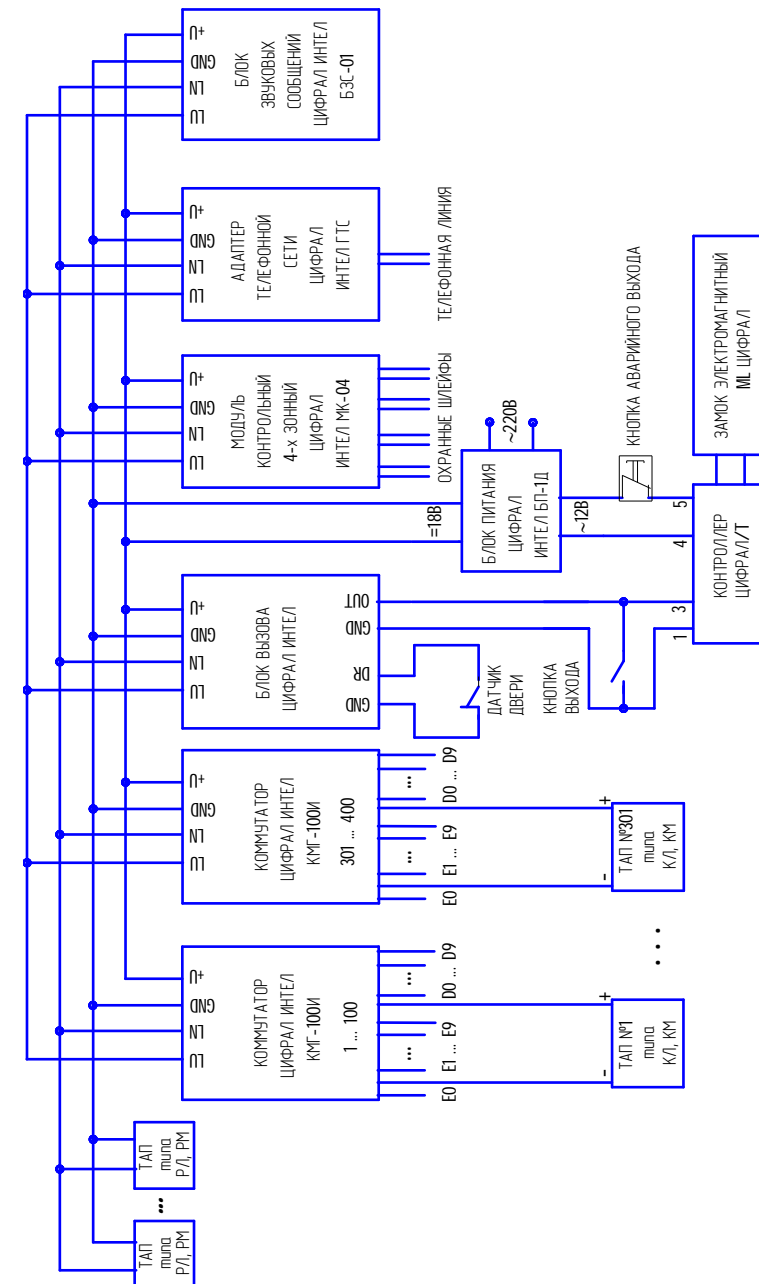 +U
GND
LN
LU
БЛОК
ЗВУКОВЫХ
СООБЩЕНИЙ
ЦИФРАЛ ИНТЕЛ
БЗС-01
+U
GND
LN
LU
АДАПТЕР
ТЕЛЕФОННОЙ
СЕТИ
ЦИФРАЛ
ИНТЕЛ ГТС
ТЕЛЕФОННАЯ ЛИНИЯ
+U
GND
LN
LU
МОДУЛЬ
КОНТРОЛЬНЫЙ
4-х ЗОННЫЙ
ЦИФРАЛ
ИНТЕЛ МК-04
ОХРАННЫЕ ШЛЕЙФЫ
=18В
БЛОК ПИТАНИЯ
ЦИФРАЛ
ИНТЕЛ БП-1Д
~220В
~12В
КНОПКА АВАРИЙНОГО ВЫХОДА
ЗАМОК ЭЛЕКТРОМАГНИТНЫЙ
ML ЦИФРАЛ
+U
GND
LN
LU
БЛОК ВЫЗОВА
ЦИФРАЛ ИНТЕЛ
OUT
GND
DR
GND
ДАТЧИК
ДВЕРИ
КНОПКА
ВЫХОДА
5
4
3
1
КОНТРОЛЛЕР
ЦИФРАЛ/Т
+U
GND
LN
LU
КОММУТАТОР
ЦИФРАЛ ИНТЕЛ
КМГ-100И
301 ... 400
E0 E1 ... E9 D0 ... D9
- +
ТАП №301
типа
КЛ, КМ
...
+U
GND
LN
LU
КОММУТАТОР
ЦИФРАЛ ИНТЕЛ
КМГ-100И
1 ... 100
E0 E1 ... E9 D0 ... D9
- +
ТАП №1
типа
КЛ, КМ
ТАП
типа
РЛ, РМ
...
ТАП
типа
РЛ, РМ